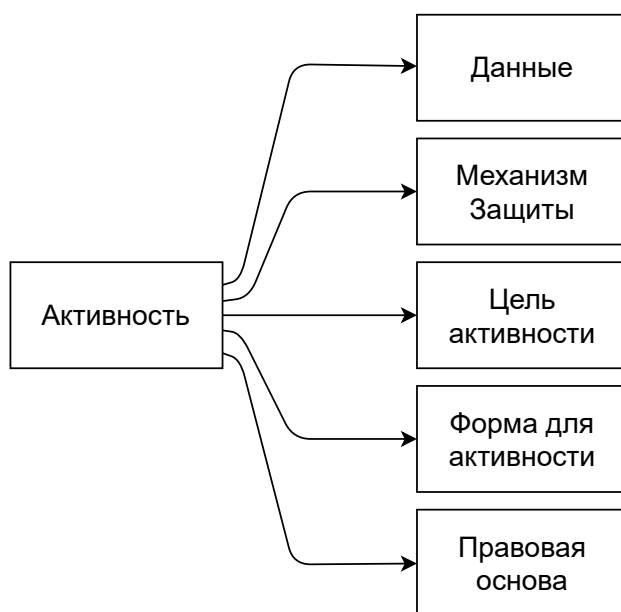 Данные
Механизм
Защиты
Активность
Цель
активности
Форма для
активности
Правовая
основа